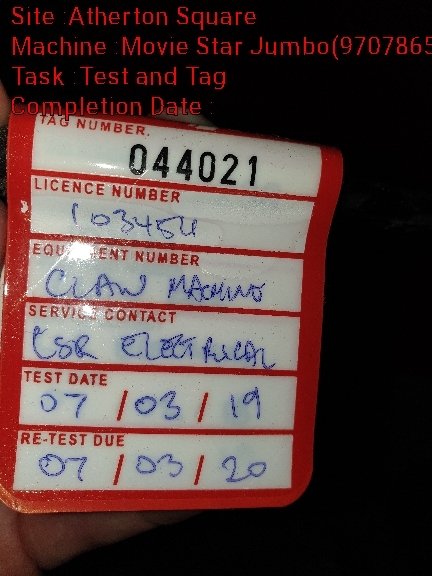 Site :Atherton Square
Machine :Movie Star Jumbo(9707865
Task :Test and Tag
Completion Date :
TAG NUMBER.
044021
LICENCE NUMBER
103454
EQUIPMENT NUMBER
CLAW MACHINE
SERVICE CONTACT
CSR ELECTRICAL
TEST DATE
07 / 03 / 19
RE-TEST DUE
07 / 03 / 20